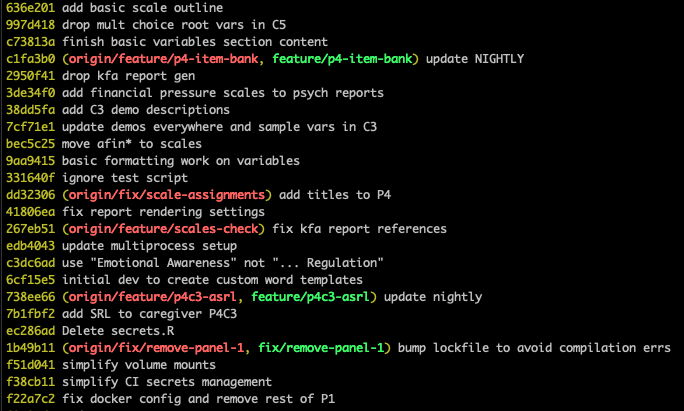 636e201 add basic scale outline
997d418 drop mult choice root vars in C5
c73813a finish basic variables section content
c1fa3b0 (origin/feature/p4-item-bank, feature/p4-item-bank) update NIGHTLY
2950f41 drop kfa report gen
3de34f0 add financial pressure scales to psych reports
38dd5fa add C3 demo descriptions
7cf71e1 update demos everywhere and sample vars in C3
bec5c25 move afin* to scales
9aa9415 basic formatting work on variables
331640f ignore test script
dd32306 (origin/fix/scale-assignments) add titles to P4
41806ea fix report rendering settings
267eb51 (origin/feature/scales-check) fix kfa report references
edb4043 update multiprocess setup
c3dc6ad use "Emotional Awareness" not "... Regulation"
6cf15e5 initial dev to create custom word templates
738ee66 (origin/feature/p4c3-asrl, feature/p4c3-asrl) update nightly
7b1fbf2 add SRL to caregiver P4C3
ec286ad Delete secrets.R
1b49b11 (origin/fix/remove-panel-1, fix/remove-panel-1) bump lockfile to avoid compilation errs
f51d041 simplify volume mounts
f38cb11 simplify CI secrets management
f22a7c2 fix docker config and remove rest of P1